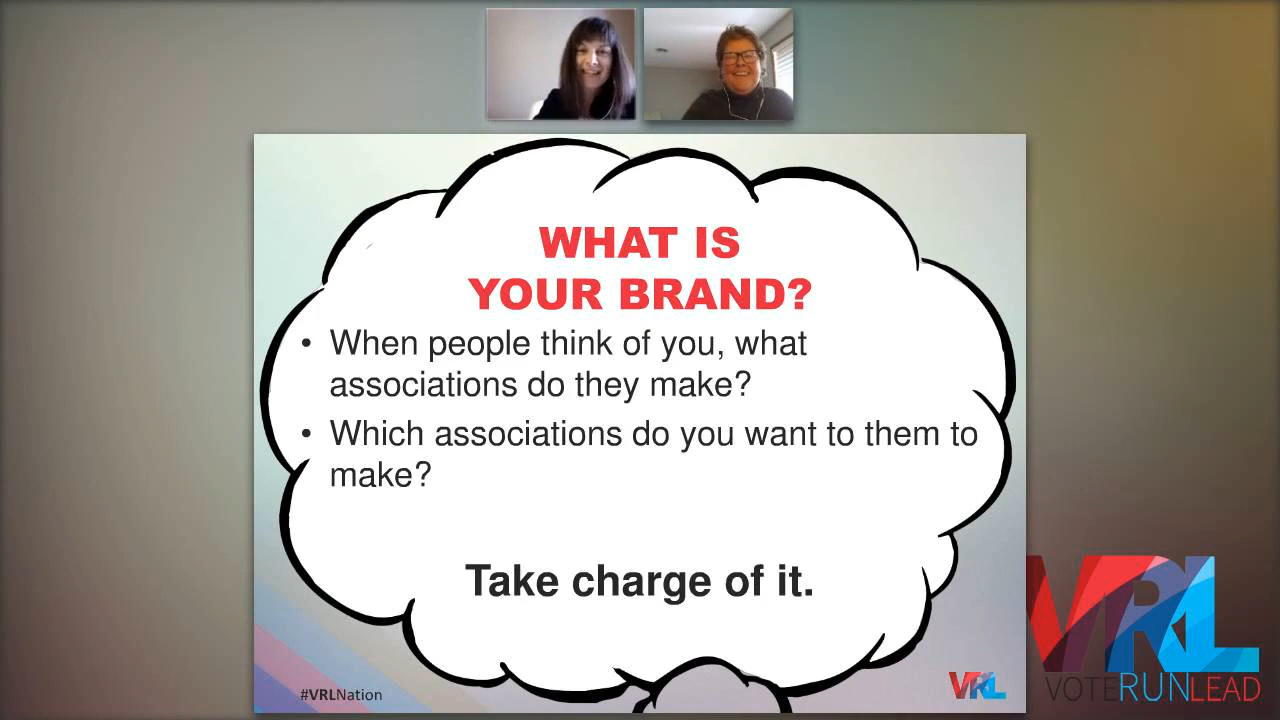 WHAT IS
YOUR BRAND?
• When people think of you, what
associations do they make?
• Which associations do you want to them to
make?
Take charge of it.
#VRLNation
VRL
VRL
VOTERUNLEAD